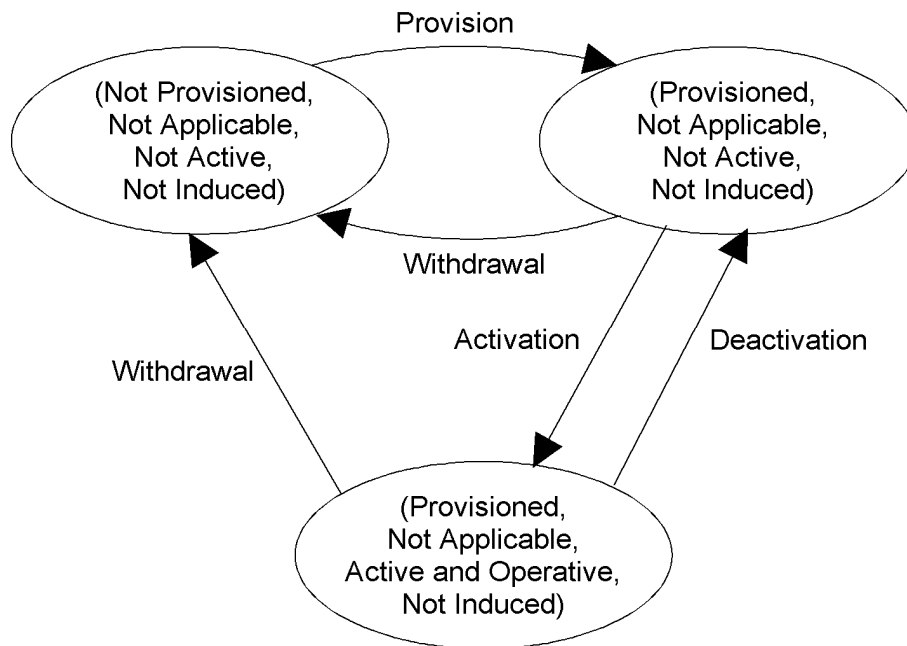 Provision
(Not Provisioned,
Not Applicable,
Not Active,
Not Induced)
(Provisioned,
Not Applicable,
Not Active,
Not Induced)
Withdrawal
Activation
Deactivation
Withdrawal
(Provisioned,
Not Applicable,
Active and Operative,
Not Induced)